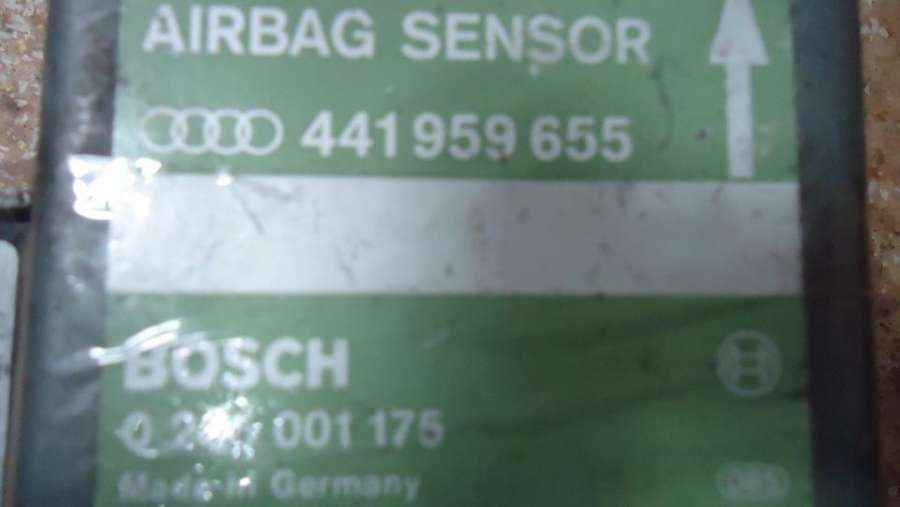 AIRBAG SENSOR
441 959 655
BOSCH
0 001 175
Made in Germany